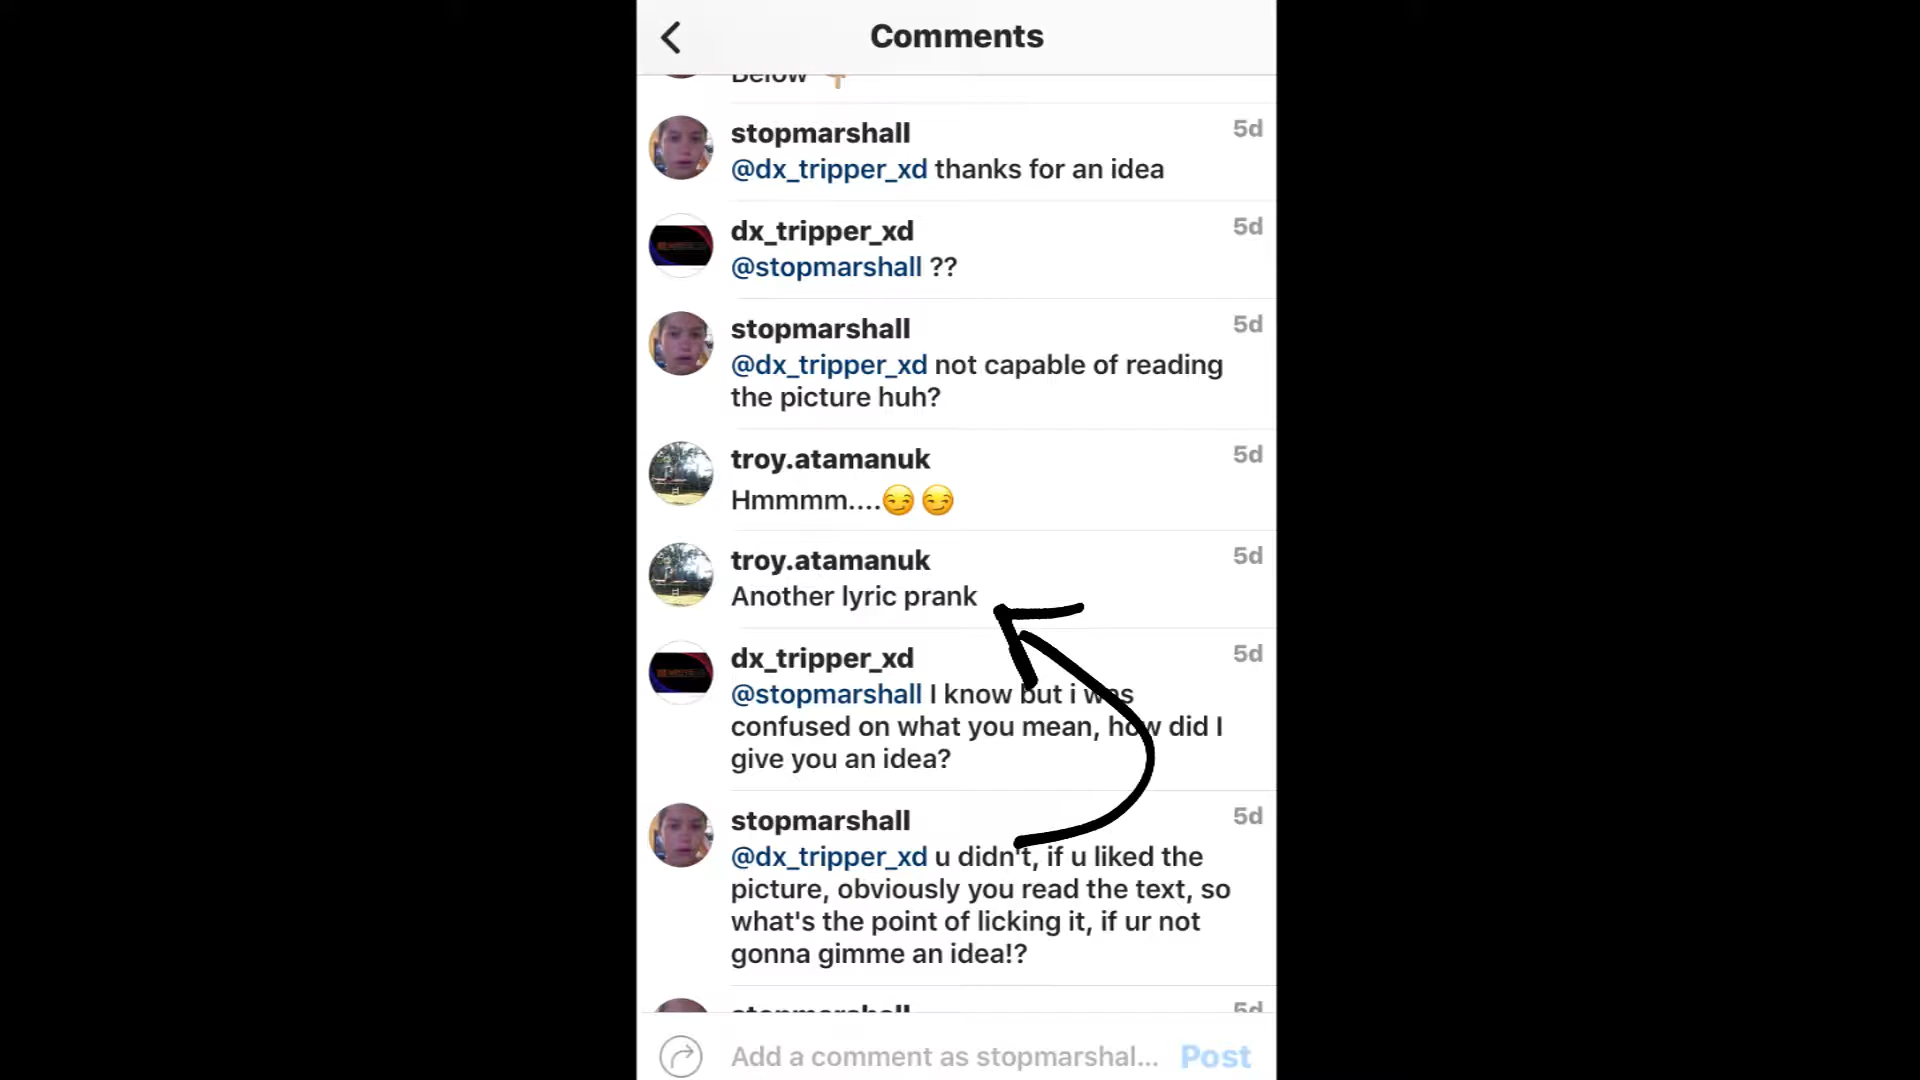 Comments
Below
stopmarshall 5d
@dx_tripper_xd thanks for an idea
dx_tripper_xd 5d
@stopmarshall ??
stopmarshall 5d
@dx_tripper_xd not capable of reading
the picture huh?
troy.atamanuk 5d
Hmmmm....😏😏
troy.atamanuk 5d
Another lyric prank
dx_tripper_xd 5d
@stopmarshall I know but i was
confused on what you mean, how did I
give you an idea?
stopmarshall 5d
@dx_tripper_xd u didn't, if u liked the
picture, obviously you read the text, so
what's the point of licking it, if ur not
gonna gimme an idea!?
stopmarshall 5d
Add a comment as stopmarshal... Post